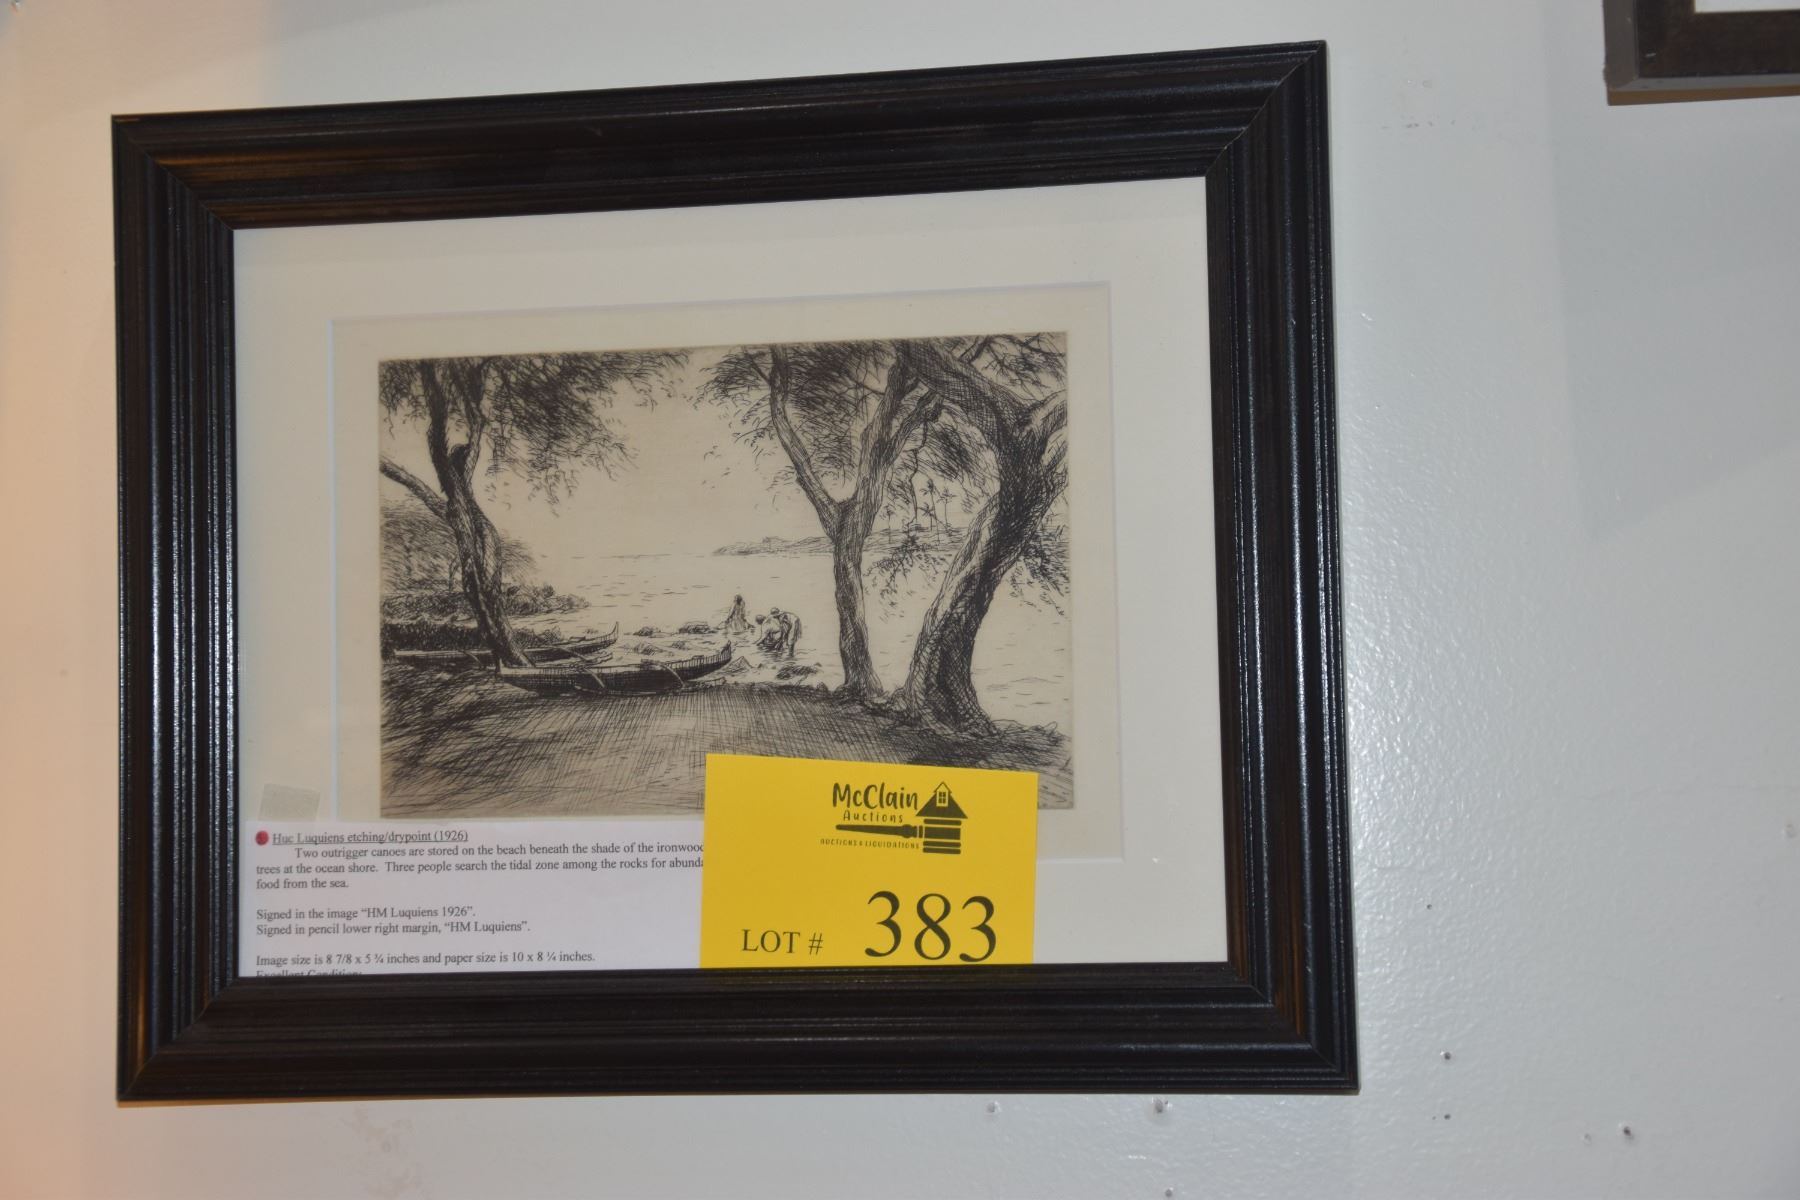 Huc Luquiens etching/drypoint (1926)
Two outrigger canoes are stored on the beach beneath the shade of the ironwood
trees at the ocean shore. Three people search the tidal zone among the rocks for
food from the sea.
Signed in the image “HM Luquiens 1926”.
Signed in pencil lower right margin, “HM Luquiens”.
Image size is 8 7/8 x 5 ¾ inches and paper size is 10 x 8 ¼ inches.
Excellent Condition:
McClain
Auctions
AUCTIONS & LIQUIDATIONS
LOT # 383